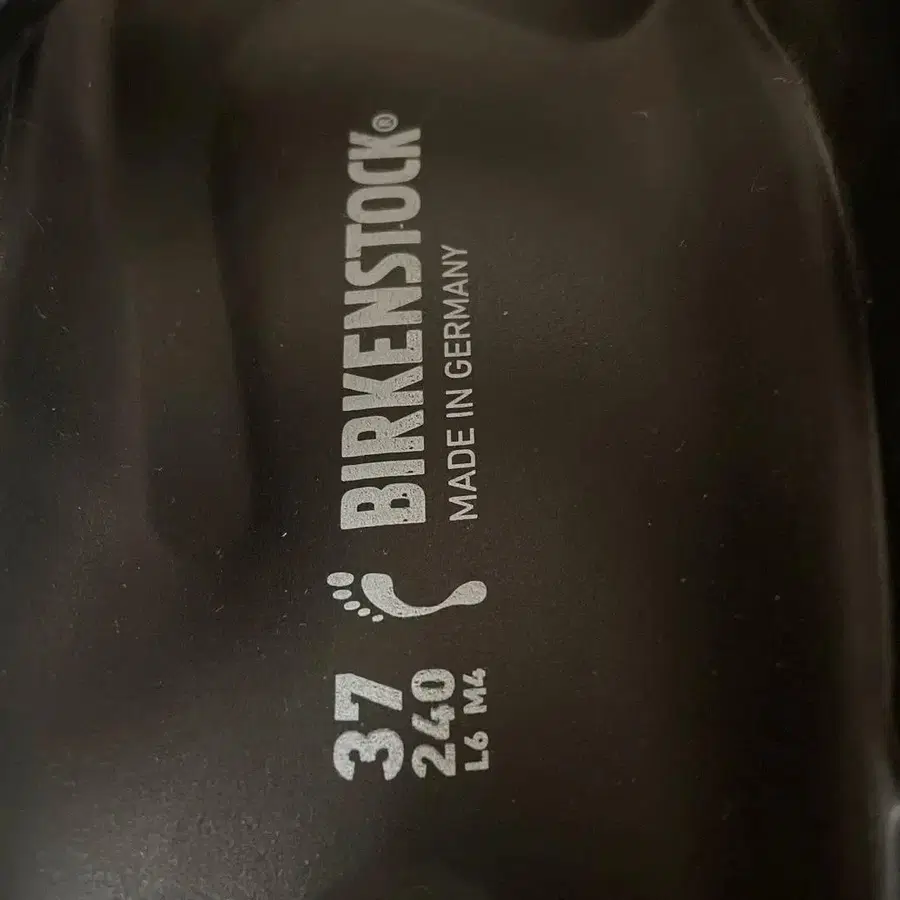 BIRKENSTOCK®
MADE IN GERMANY
37
240
L6 M4